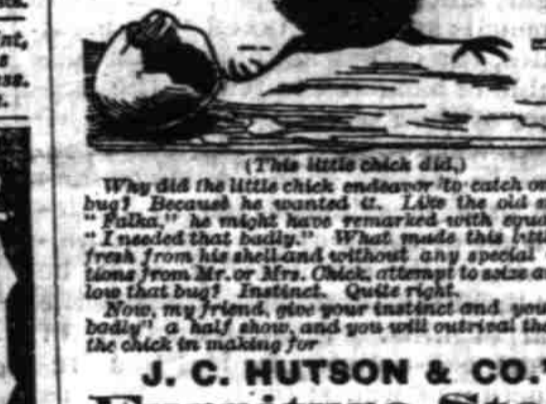 (This little chick did.)
Why did the little chick endeavor to catch
bug? Because he wanted it. Like the old
"Falka," he might have remarked with
"I needed that badly." What made this
fresh from his shell and without any special
tions from Mr. or Mrs. Chick, attempt to seize
low that bug? Instinct. Quite right.
Now, my friend, give your instinct and
badly" a half show, and you will outrival
the chick in making for
J. C. HUTSON & CO.'